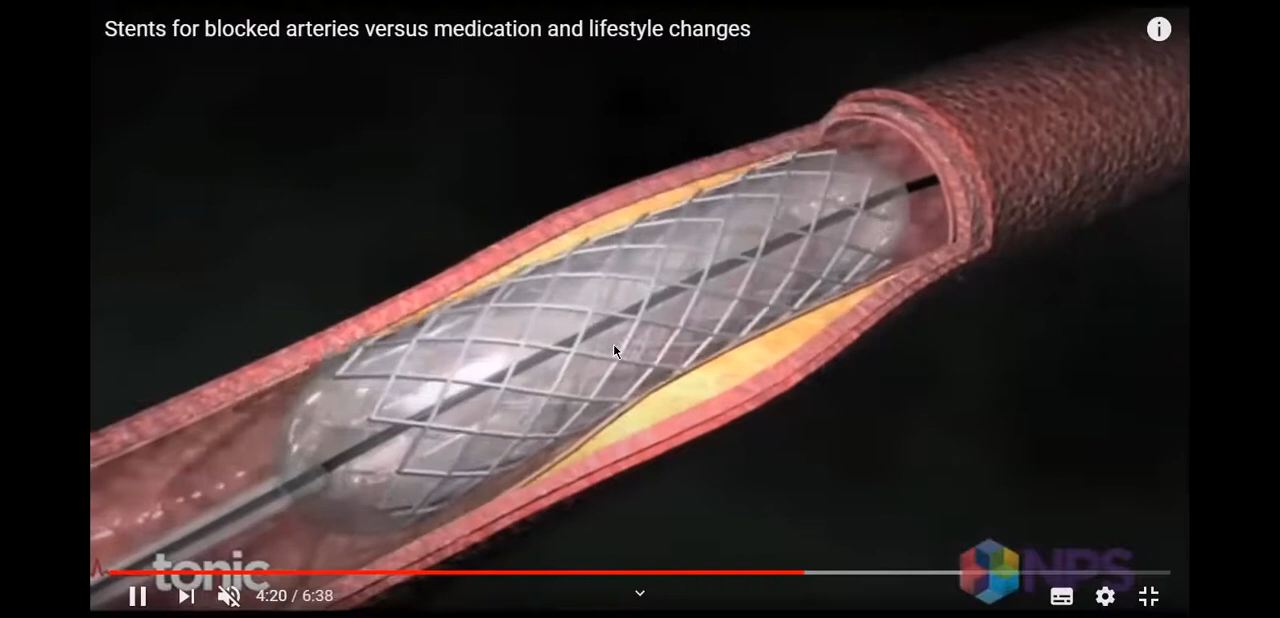 Stents for blocked arteries versus medication and lifestyle changes
tonic
NPS
4:20 / 6:38